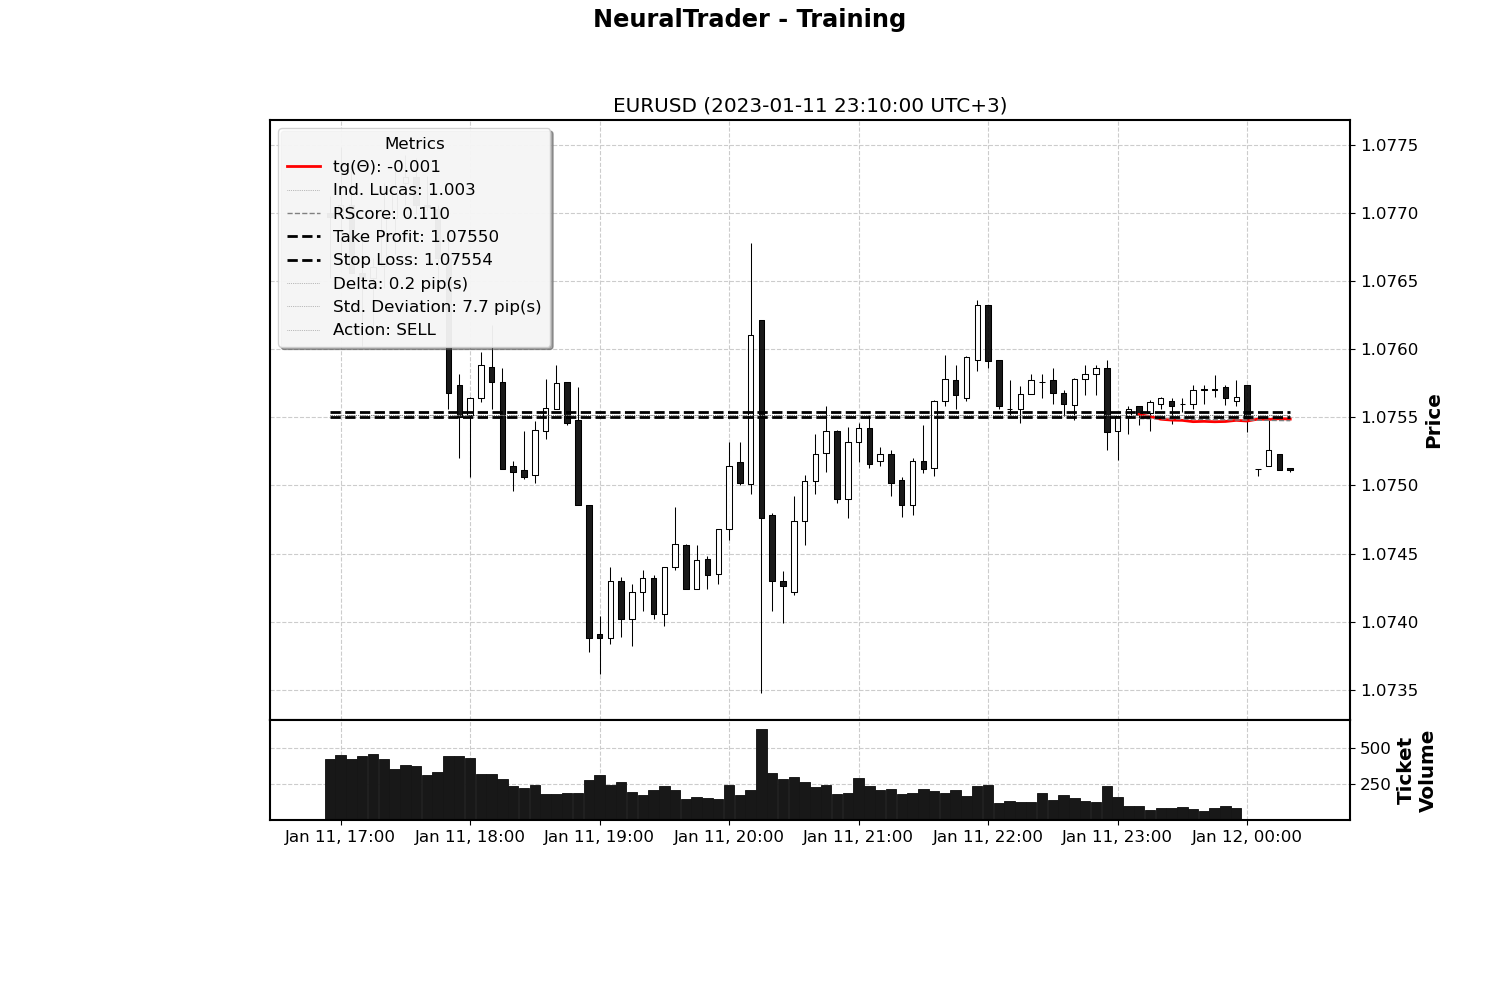 NeuralTrader - Training
EURUSD (2023-01-11 23:10:00 UTC+3)
Metrics
tg(Θ): -0.001
Ind. Lucas: 1.003
RScore: 0.110
Take Profit: 1.07550
Stop Loss: 1.07554
Delta: 0.2 pip(s)
Std. Deviation: 7.7 pip(s)
Action: SELL
1.0775
1.0770
1.0765
1.0760
1.0755
1.0750
1.0745
1.0740
1.0735
Price
500
250
Ticket
Volume
Jan 11, 17:00 Jan 11, 18:00 Jan 11, 19:00 Jan 11, 20:00 Jan 11, 21:00 Jan 11, 22:00 Jan 11, 23:00 Jan 12, 00:00